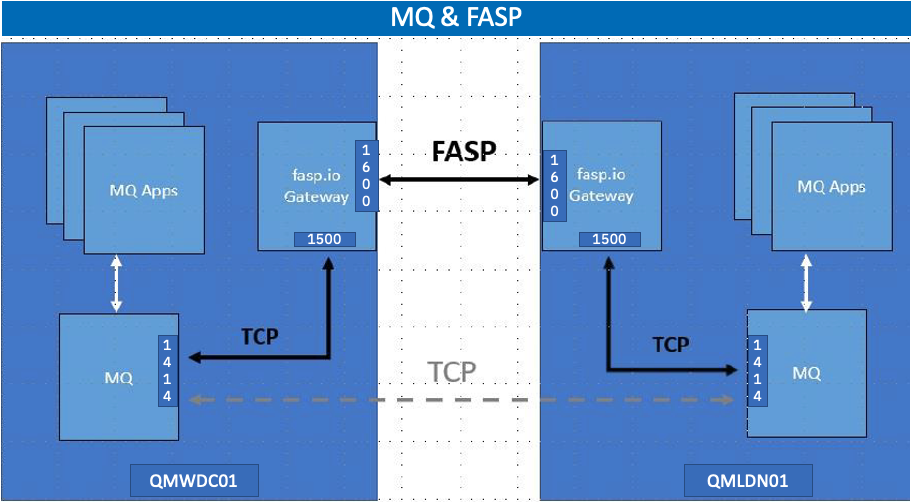 MQ & FASP
MQ Apps
fasp.io
Gateway
1600
1500
FASP
1600
fasp.io
Gateway
1500
MQ Apps
TCP
MQ
1414
TCP
TCP
1414
MQ
QMWDC01
QMLDN01